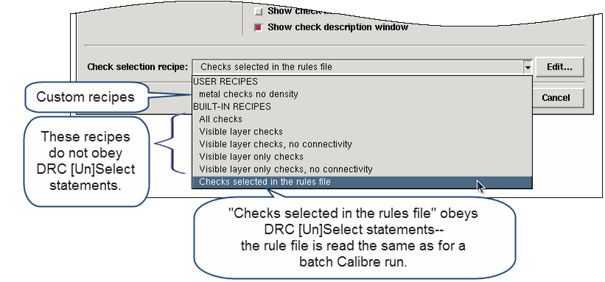 Show check description window
Check selection recipe:
Checks selected in the rules file
Edit...
USER RECIPES
metal checks no density
BUILT-IN RECIPES
All checks
Visible layer checks
Visible layer checks, no connectivity
Visible layer only checks
Visible layer only checks, no connectivity
Checks selected in the rules file
Cancel
Custom recipes
These recipes
do not obey
DRC [Un]Select
statements.
"Checks selected in the rules file" obeys
DRC [Un]Select statements--
the rule file is read the same as for a
batch Calibre run.